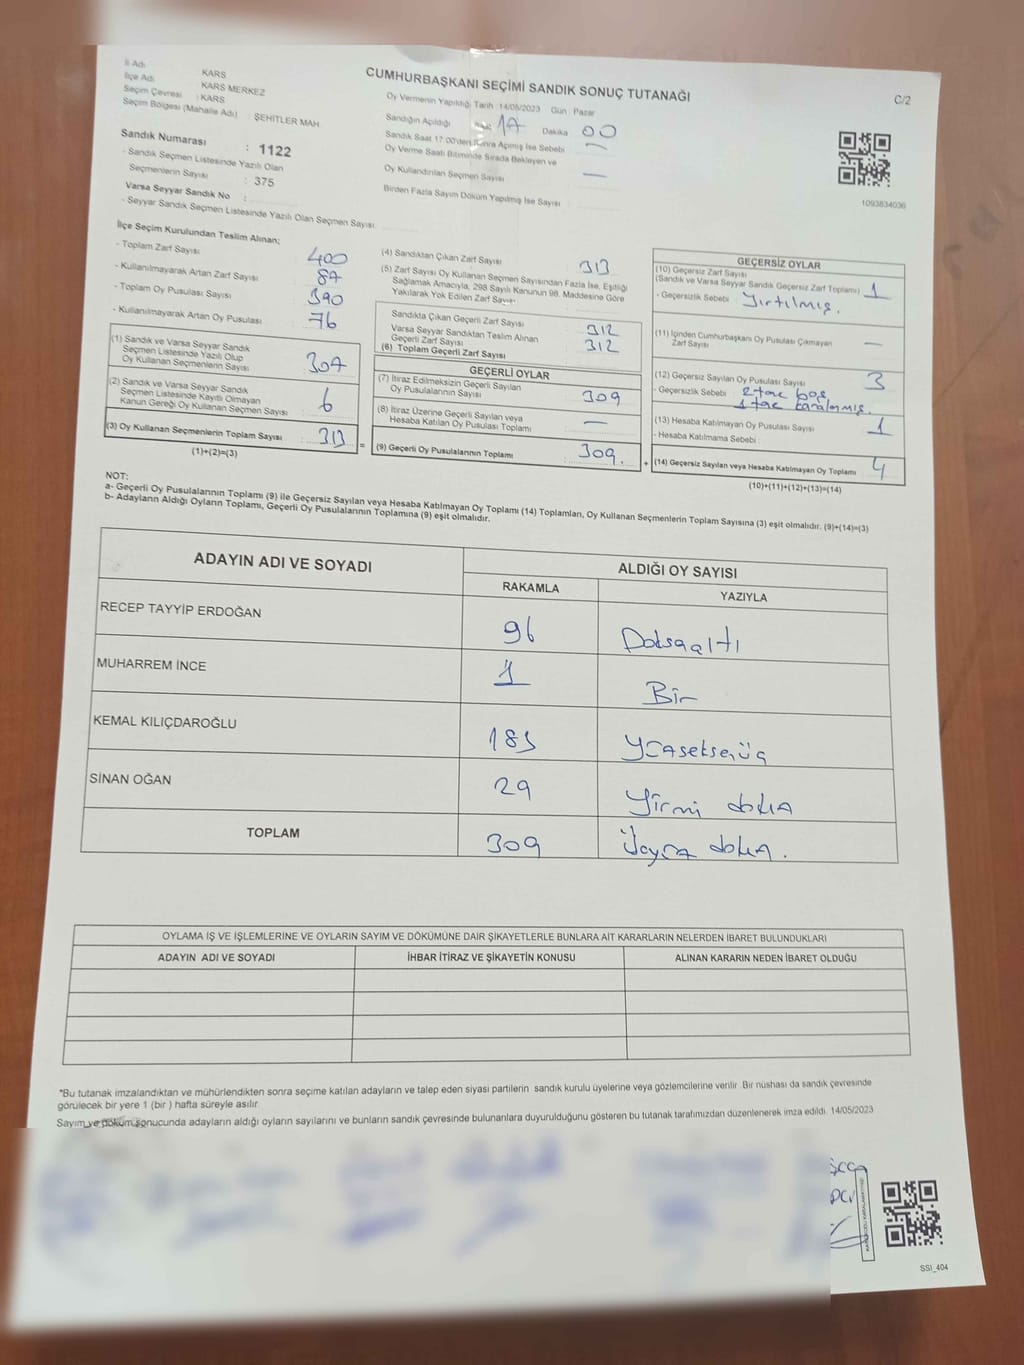 CUMHURBAŞKANI SEÇİMİ SANDIK SONUÇ TUTANAĞI
C/2
İl Adı KARS
İlçe Adı KARS MERKEZ
Seçim Çevresi : KARS
Seçim Bölgesi (Mahalle Adı) : ŞEHİTLER MAH
Sandık Numarası : 1122
- Sandık Seçmen Listesinde Yazılı Olan
Seçmenlerin Sayısı : 375
Varsa Seyyar Sandık No :
- Seyyar Sandık Seçmen Listesinde Yazılı Olan Seçmen Sayısı
Oy Vermenin Yapıldığı Tarih : 14/05/2023 Gün : Pazar
Sandığın Açıldığı Saat 17 Dakika 00
Sandık Saat 17:00'den Sonra Açılmış İse Sebebi —
Oy Verme Saati Bitiminde Sırada Bekleyen ve
Oy Kullandırılan Seçmen Sayısı —
Birden Fazla Sayım Döküm Yapılmış İse Sayısı
1093834036
İlçe Seçim Kurulundan Teslim Alınan;
- Toplam Zarf Sayısı 400
- Kullanılmayarak Artan Zarf Sayısı 87
- Toplam Oy Pusulası Sayısı 390
- Kullanılmayarak Artan Oy Pusulası 76
(1) Sandık ve Varsa Seyyar Sandık
Seçmen Listesinde Yazılı Olup
Oy Kullanan Seçmenlerin Sayısı 307
(2) Sandık ve Varsa Seyyar Sandık
Seçmen Listesinde Kayıtlı Olmayan
Kanun Gereği Oy Kullanan Seçmen Sayısı 6
(3) Oy Kullanan Seçmenlerin Toplam Sayısı 313 =
(1)+(2)=(3)
(4) Sandıktan Çıkan Zarf Sayısı 313
(5) Zarf Sayısı Oy Kullanan Seçmen Sayısından Fazla İse, Eşitliği
Sağlamak Amacıyla, 298 Sayılı Kanunun 98. Maddesine Göre
Yakılarak Yok Edilen Zarf Sayısı
Sandıkta Çıkan Geçerli Zarf Sayısı 312
Varsa Seyyar Sandıktan Teslim Alınan
Geçerli Zarf Sayısı
(6) Toplam Geçerli Zarf Sayısı 312
GEÇERLİ OYLAR
(7) İtiraz Edilmeksizin Geçerli Sayılan
Oy Pusulalarının Sayısı 309
(8) İtiraz Üzerine Geçerli Sayılan veya
Hesaba Katılan Oy Pusulası Toplamı —
(9) Geçerli Oy Pusulalarının Toplamı 309. +
GEÇERSİZ OYLAR
(10) Geçersiz Zarf Sayısı
(Sandık ve Varsa Seyyar Sandık Geçersiz Zarf Toplamı) 1
- Geçersizlik Sebebi Yırtılmış.
(11) İçinden Cumhurbaşkanı Oy Pusulası Çıkmayan
Zarf Sayısı —
(12) Geçersiz Sayılan Oy Pusulası Sayısı 3
- Geçersizlik Sebebi 2 tane boş
1 tane karalanmış.
(13) Hesaba Katılmayan Oy Pusulası Sayısı 1
- Hesaba Katılmama Sebebi
(14) Geçersiz Sayılan veya Hesaba Katılmayan Oy Toplamı 4
(10)+(11)+(12)+(13)=(14)
NOT:
a- Geçerli Oy Pusulalarının Toplamı (9) ile Geçersiz Sayılan veya Hesaba Katılmayan Oy Toplamı (14) Toplamları, Oy Kullanan Seçmenlerin Toplam Sayısına (3) eşit olmalıdır. (9)+(14)=(3)
b- Adayların Aldığı Oyların Toplamı, Geçerli Oy Pusulalarının Toplamına (9) eşit olmalıdır.
ADAYIN ADI VE SOYADI ALDIĞI OY SAYISI
RAKAMLA YAZIYLA
RECEP TAYYİP ERDOĞAN 96 Doksaaltı
MUHARREM İNCE 1 Bir
KEMAL KILIÇDAROĞLU 183 Yüzseksenüç
SİNAN OĞAN 29 Yirmi dokuz
TOPLAM 309 Üçyüz dokuz.
OYLAMA İŞ VE İŞLEMLERİNE VE OYLARIN SAYIM VE DÖKÜMÜNE DAİR ŞİKAYETLERLE BUNLARA AİT KARARLARIN NELERDEN İBARET BULUNDUKLARI
ADAYIN ADI VE SOYADI İHBAR İTİRAZ VE ŞİKAYETİN KONUSU ALINAN KARARIN NEDEN İBARET OLDUĞU
*Bu tutanak imzalandıktan ve mühürlendikten sonra seçime katılan adayların ve talep eden siyasi partilerin sandık kurulu üyelerine veya gözlemcilerine verilir. Bir nüshası da sandık çevresinde
görülecek bir yere 1 (bir ) hafta süreyle asılır.
Sayım ve döküm sonucunda adayların aldığı oyların sayılarını ve bunların sandık çevresinde bulunanlara duyurulduğunu gösteren bu tutanak tarafımızdan düzenlenerek imza edildi. 14/05/2023
SSI_404